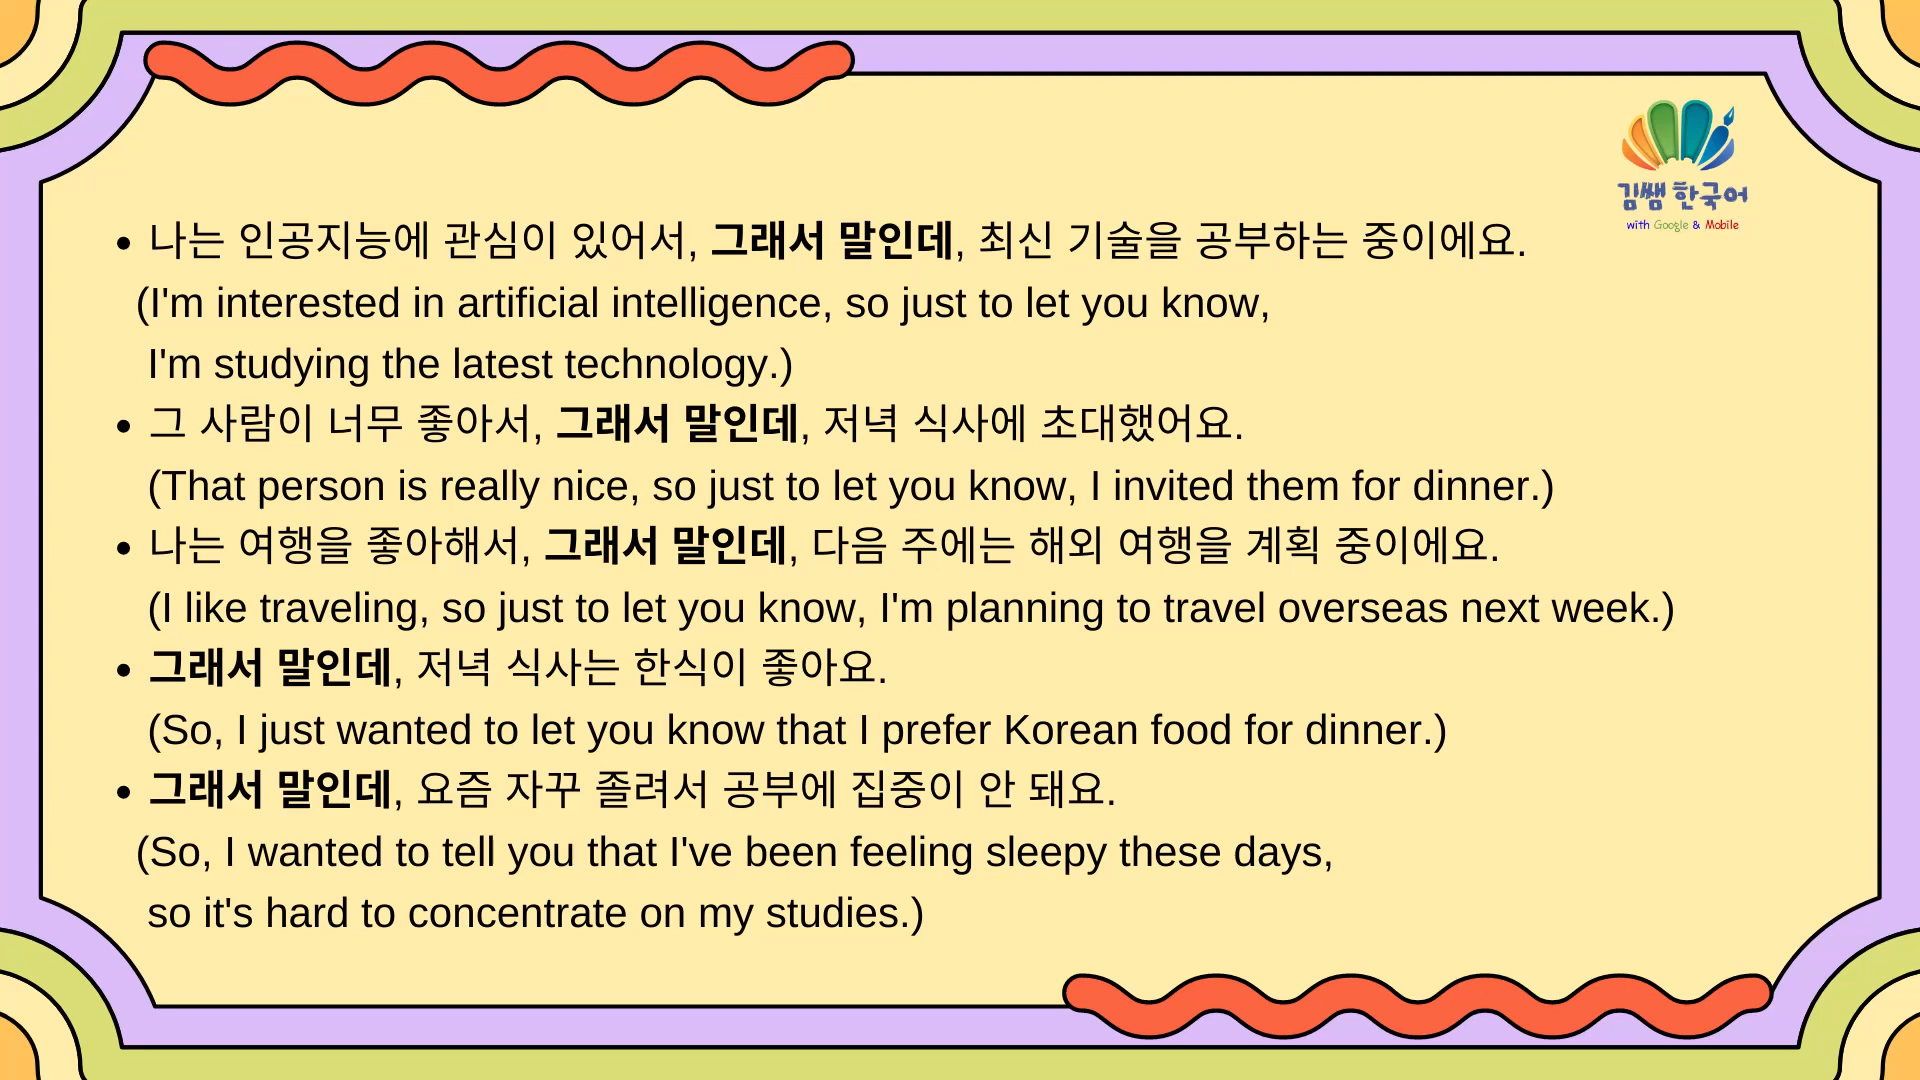 김쌤 한국어
with Google & Mobile
• 나는 인공지능에 관심이 있어서, 그래서 말인데, 최신 기술을 공부하는 중이에요.
(I'm interested in artificial intelligence, so just to let you know,
I'm studying the latest technology.)
• 그 사람이 너무 좋아서, 그래서 말인데, 저녁 식사에 초대했어요.
(That person is really nice, so just to let you know, I invited them for dinner.)
• 나는 여행을 좋아해서, 그래서 말인데, 다음 주에는 해외 여행을 계획 중이에요.
(I like traveling, so just to let you know, I'm planning to travel overseas next week.)
• 그래서 말인데, 저녁 식사는 한식이 좋아요.
(So, I just wanted to let you know that I prefer Korean food for dinner.)
• 그래서 말인데, 요즘 자꾸 졸려서 공부에 집중이 안 돼요.
(So, I wanted to tell you that I've been feeling sleepy these days,
so it's hard to concentrate on my studies.)